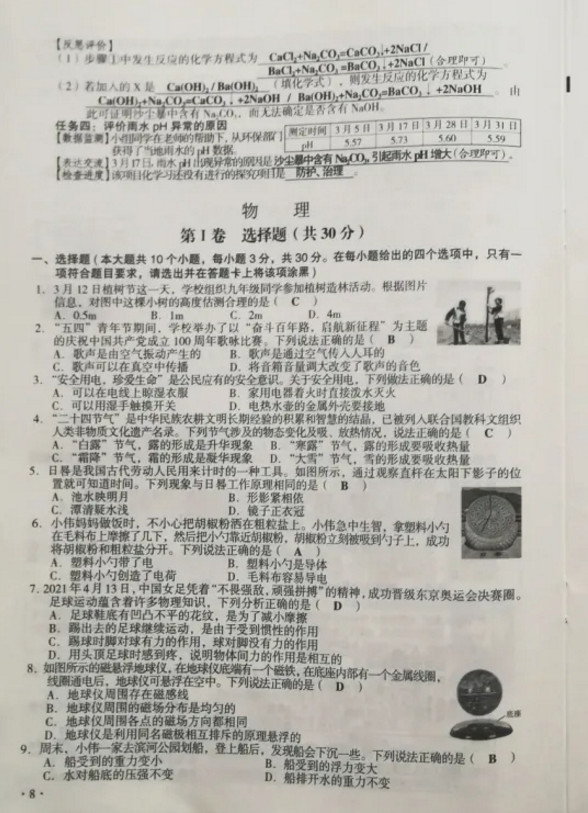 【反思评价】
(1)步骤①中发生反应的化学方程式为 CaCl₂+Na₂CO₃=CaCO₃↓+2NaCl /
BaCl₂+Na₂CO₃=BaCO₃↓+2NaCl(合理即可)。
(2)若加入的 X 是 Ca(OH)₂ / Ba(OH)₂ (填化学式),则发生反应的化学方程式为
Ca(OH)₂+Na₂CO₃=CaCO₃↓+2NaOH / Ba(OH)₂+Na₂CO₃=BaCO₃↓+2NaOH 。由
此可证明沙尘暴中含有 Na₂CO₃,而无法确定是否含有 NaOH。
任务四:评价雨水 pH 异常的原因
【数据监测】小组同学在老师的帮助下,从环保部门
获得了当地雨水的 pH 数据。
测定时间 3月5日 3月17日 3月28日 3月31日
pH 5.57 5.73 5.60 5.59
【表达交流】3月17日,雨水 pH 出现异常的原因是沙尘暴中含有 Na₂CO₃,引起雨水 pH 增大(合理即可)。
【检查进度】该项目化学习还没有进行的探究项目是 防护、治理 。
物 理
第Ⅰ卷 选择题(共30分)
一、选择题(本大题共10个小题,每小题3分,共30分。在每小题给出的四个选项中,只有一
项符合题目要求,请选出并在答题卡上将该项涂黑)
1. 3月12日植树节这一天,学校组织九年级同学参加植树造林活动。根据图片
信息,对图中这棵小树的高度估测合理的是( C )
A. 0.5m B. 1m C. 2m D. 4m
2. “五四”青年节期间,学校举办了以“奋斗百年路,启航新征程”为主题
的庆祝中国共产党成立100周年歌咏比赛。下列说法正确的是( B )
A. 歌声是由空气振动产生的 B. 歌声是通过空气传入人耳的
C. 歌声可以在真空中传播 D. 将音箱音量调大改变了歌声的音色
3. “安全用电,珍爱生命”是公民应有的安全意识。关于安全用电,下列做法正确的是( D )
A. 可以在电线上晾湿衣服 B. 家用电器着火时直接泼水灭火
C. 可以用湿手触摸开关 D. 电热水壶的金属外壳要接地
4. “二十四节气”是中华民族农耕文明长期经验的积累和智慧的结晶,已被列入联合国教科文组织
人类非物质文化遗产名录。下列节气涉及的物态变化及吸、放热情况,说法正确的是( C )
A. “白露”节气,露的形成是升华现象 B. “寒露”节气,露的形成要吸收热量
C. “霜降”节气,霜的形成是凝华现象 D. “大雪”节气,雪的形成要吸收热量
5. 日晷是我国古代劳动人民用来计时的一种工具。如图所示,通过观察直杆在太阳下影子的位
置就可知道时间。下列现象与日晷工作原理相同的是( B )
A. 池水映明月 B. 形影紧相依
C. 潭清疑水浅 D. 镜子正衣冠
6. 小伟妈妈做饭时,不小心把胡椒粉洒在粗盐粒上。小伟急中生智,拿塑料小勺
在毛料布上摩擦了几下,然后把小勺靠近胡椒粉,胡椒粉立刻被吸到勺子上,成功
将胡椒粉和粗盐粒分开。下列说法正确的是( A )
A. 塑料小勺带了电 B. 塑料小勺是导体
C. 塑料小勺创造了电荷 D. 毛料布容易导电
7. 2021年4月13日,中国女足凭着“不畏强敌,顽强拼搏”的精神,成功晋级东京奥运会决赛圈。
足球运动蕴含着许多物理知识,下列分析正确的是( D )
A. 足球鞋底有凹凸不平的花纹,是为了减小摩擦
B. 踢出去的足球继续运动,是由于受到惯性的作用
C. 踢球时脚对球有力的作用,球对脚没有力的作用
D. 用头顶足球时感到疼,说明物体间力的作用是相互的
8. 如图所示的磁悬浮地球仪,在地球仪底端有一个磁铁,在底座内部有一个金属线圈,
线圈通电后,地球仪可悬浮在空中。下列说法正确的是( D )
A. 地球仪周围存在磁感线
B. 地球仪周围的磁场分布是均匀的
C. 地球仪周围各点的磁场方向都相同
D. 地球仪是利用同名磁极相互排斥的原理悬浮的
底座
9. 周末,小伟一家去滨河公园划船,登上船后,发现船会下沉一些。下列说法正确的是( B )
A. 船受到的重力变小 B. 船受到的浮力变大
C. 水对船底的压强不变 D. 船排开水的重力不变
·8·